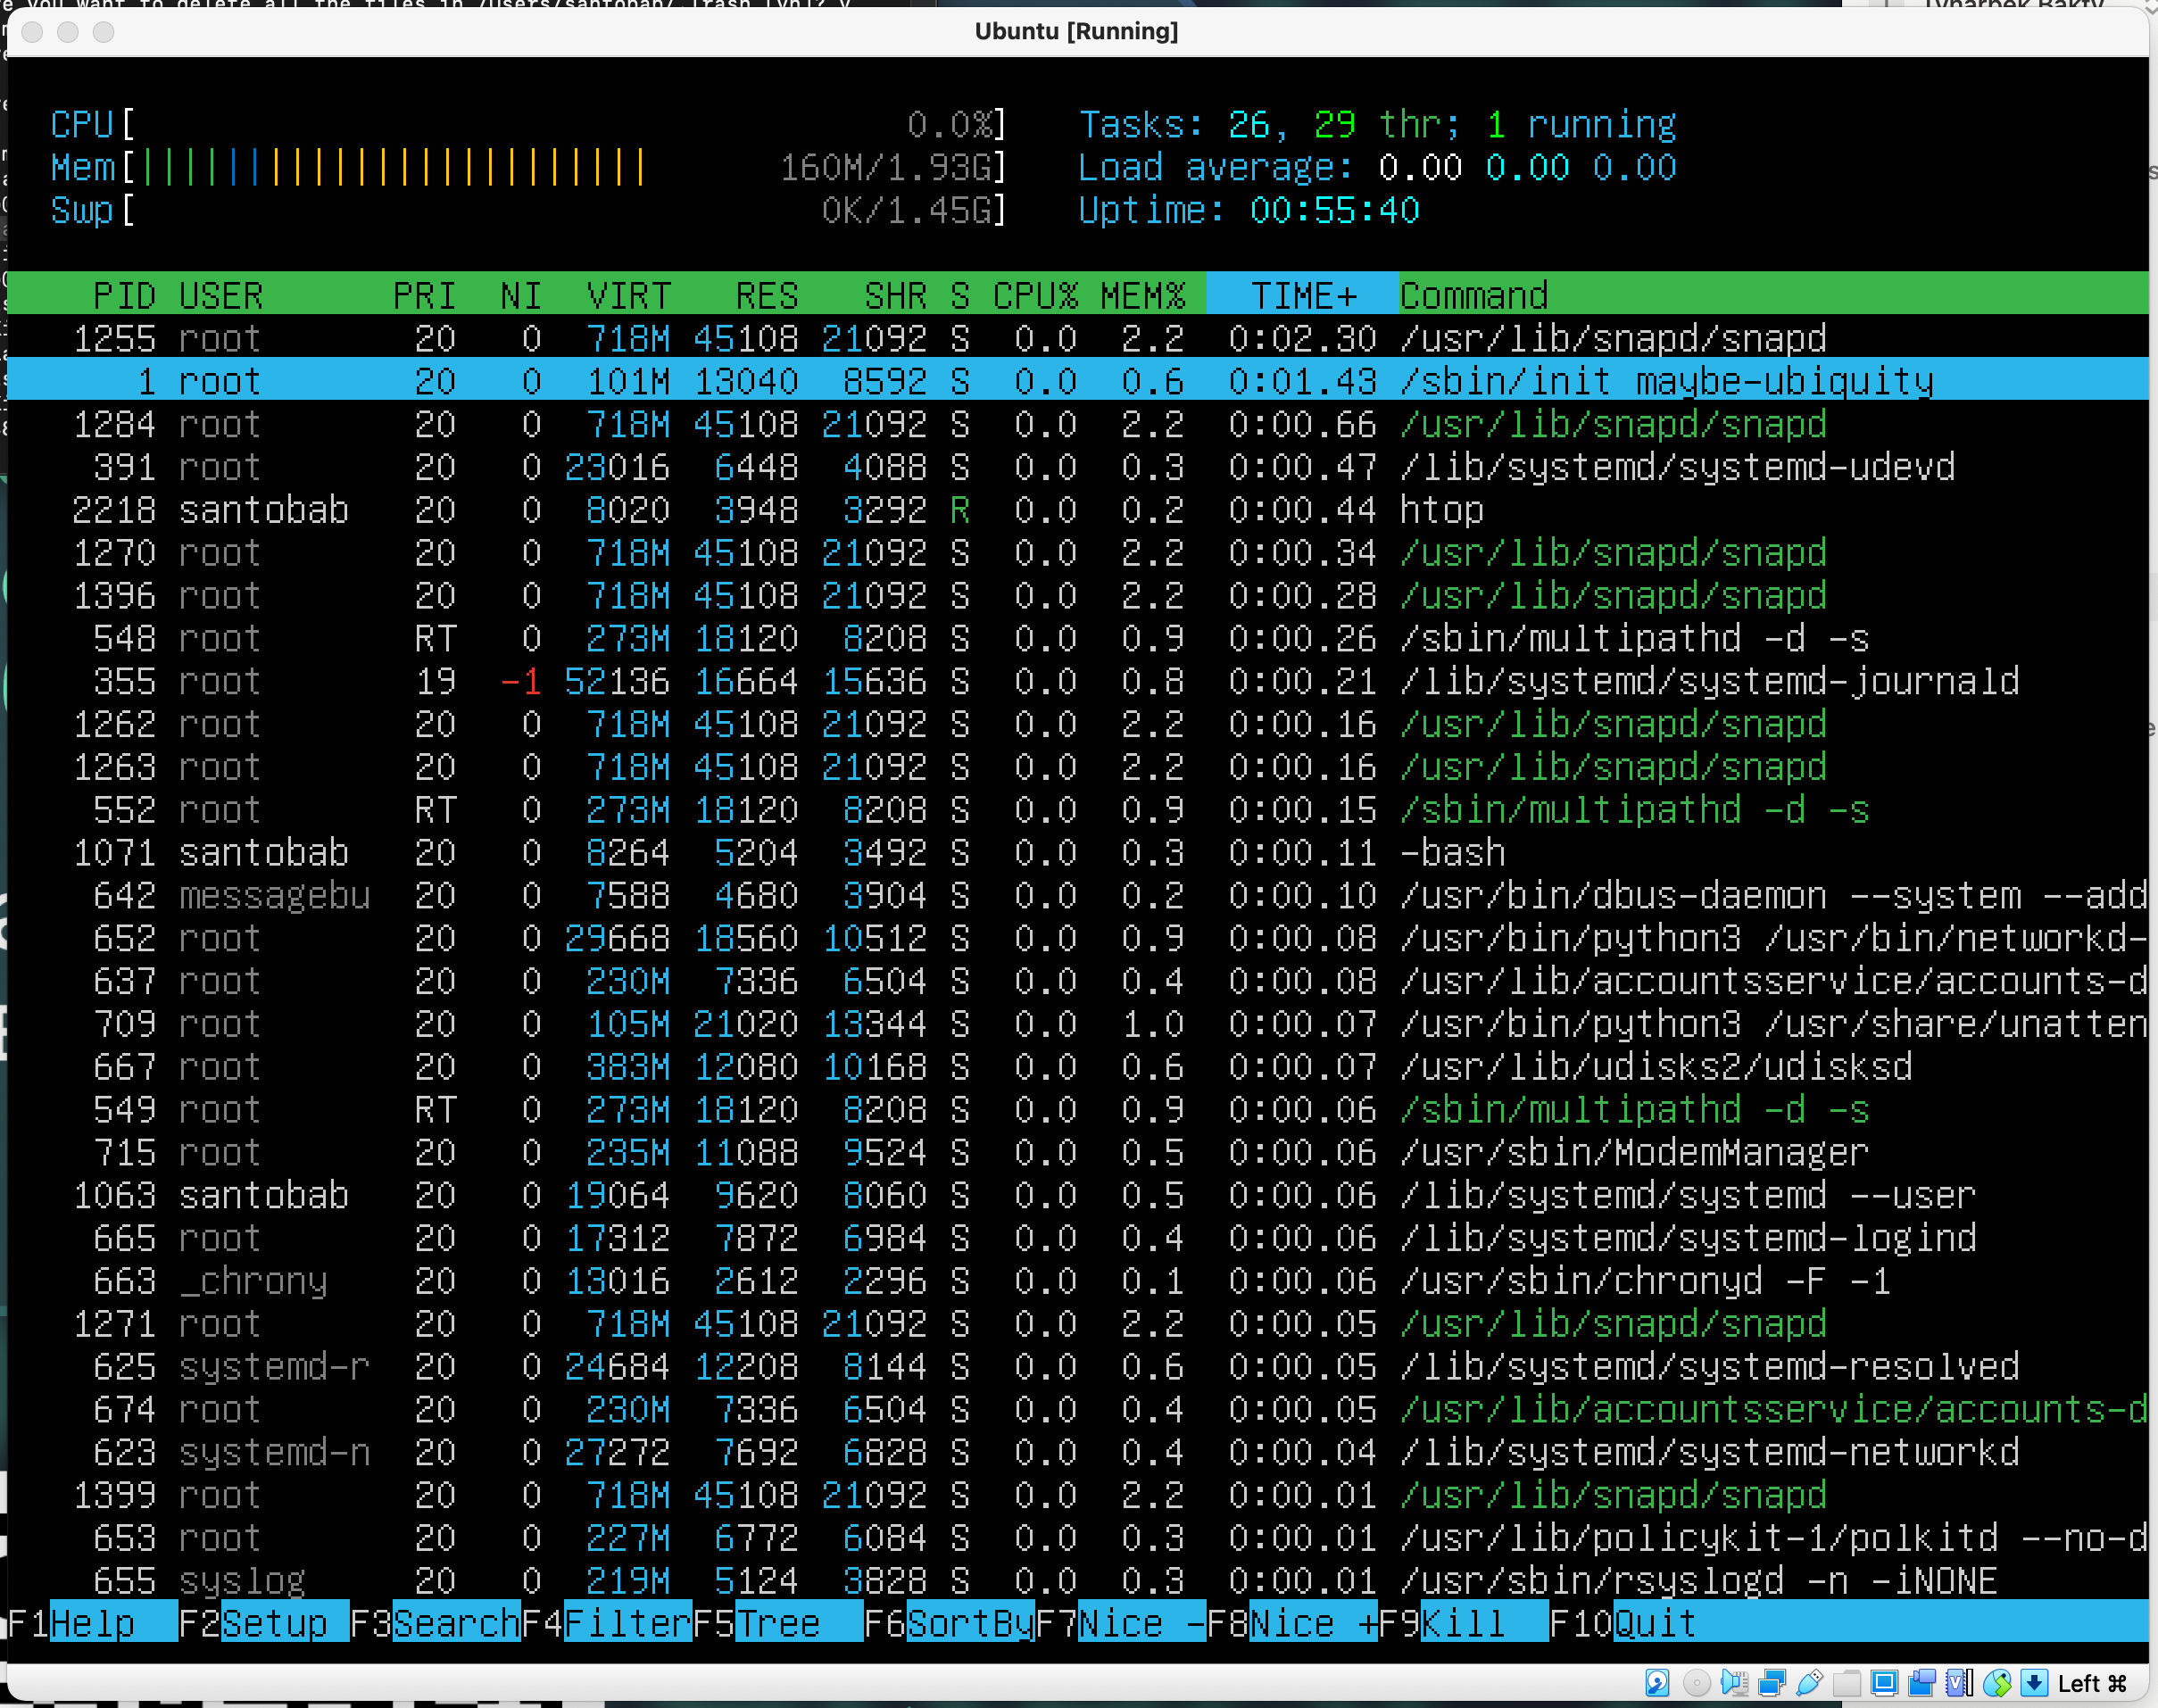 Ubuntu [Running]
CPU[ 0.0%] Tasks: 26, 29 thr; 1 running
Mem[|||||||||||||||||||||||| 160M/1.93G] Load average: 0.00 0.00 0.00
Swp[ 0K/1.45G] Uptime: 00:55:40
PID USER PRI NI VIRT RES SHR S CPU% MEM% TIME+ Command
1255 root 20 0 718M 45108 21092 S 0.0 2.2 0:02.30 /usr/lib/snapd/snapd
1 root 20 0 101M 13040 8592 S 0.0 0.6 0:01.43 /sbin/init maybe-ubiquity
1284 root 20 0 718M 45108 21092 S 0.0 2.2 0:00.66 /usr/lib/snapd/snapd
391 root 20 0 23016 6448 4088 S 0.0 0.3 0:00.47 /lib/systemd/systemd-udevd
2218 santobab 20 0 8020 3948 3292 R 0.0 0.2 0:00.44 htop
1270 root 20 0 718M 45108 21092 S 0.0 2.2 0:00.34 /usr/lib/snapd/snapd
1396 root 20 0 718M 45108 21092 S 0.0 2.2 0:00.28 /usr/lib/snapd/snapd
548 root RT 0 273M 18120 8208 S 0.0 0.9 0:00.26 /sbin/multipathd -d -s
355 root 19 -1 52136 16664 15636 S 0.0 0.8 0:00.21 /lib/systemd/systemd-journald
1262 root 20 0 718M 45108 21092 S 0.0 2.2 0:00.16 /usr/lib/snapd/snapd
1263 root 20 0 718M 45108 21092 S 0.0 2.2 0:00.16 /usr/lib/snapd/snapd
552 root RT 0 273M 18120 8208 S 0.0 0.9 0:00.15 /sbin/multipathd -d -s
1071 santobab 20 0 8264 5204 3492 S 0.0 0.3 0:00.11 -bash
642 messagebu 20 0 7588 4680 3904 S 0.0 0.2 0:00.10 /usr/bin/dbus-daemon --system --add
652 root 20 0 29668 18560 10512 S 0.0 0.9 0:00.08 /usr/bin/python3 /usr/bin/networkd-
637 root 20 0 230M 7336 6504 S 0.0 0.4 0:00.08 /usr/lib/accountsservice/accounts-d
709 root 20 0 105M 21020 13344 S 0.0 1.0 0:00.07 /usr/bin/python3 /usr/share/unatten
667 root 20 0 383M 12080 10168 S 0.0 0.6 0:00.07 /usr/lib/udisks2/udisksd
549 root RT 0 273M 18120 8208 S 0.0 0.9 0:00.06 /sbin/multipathd -d -s
715 root 20 0 235M 11088 9524 S 0.0 0.5 0:00.06 /usr/sbin/ModemManager
1063 santobab 20 0 19064 9620 8060 S 0.0 0.5 0:00.06 /lib/systemd/systemd --user
665 root 20 0 17312 7872 6984 S 0.0 0.4 0:00.06 /lib/systemd/systemd-logind
663 _chrony 20 0 13016 2612 2296 S 0.0 0.1 0:00.06 /usr/sbin/chronyd -F -1
1271 root 20 0 718M 45108 21092 S 0.0 2.2 0:00.05 /usr/lib/snapd/snapd
625 systemd-r 20 0 24684 12208 8144 S 0.0 0.6 0:00.05 /lib/systemd/systemd-resolved
674 root 20 0 230M 7336 6504 S 0.0 0.4 0:00.05 /usr/lib/accountsservice/accounts-d
623 systemd-n 20 0 27272 7692 6828 S 0.0 0.4 0:00.04 /lib/systemd/systemd-networkd
1399 root 20 0 718M 45108 21092 S 0.0 2.2 0:00.01 /usr/lib/snapd/snapd
653 root 20 0 227M 6772 6084 S 0.0 0.3 0:00.01 /usr/lib/policykit-1/polkitd --no-d
655 syslog 20 0 219M 5124 3828 S 0.0 0.3 0:00.01 /usr/sbin/rsyslogd -n -iNONE
F1Help F2Setup F3SearchF4FilterF5Tree F6SortByF7Nice -F8Nice +F9Kill F10Quit
Left ⌘